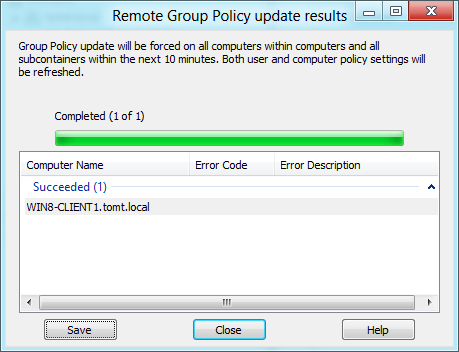 Remote Group Policy update results
Group Policy update will be forced on all computers within computers and all
subcontainers within the next 10 minutes. Both user and computer policy settings will
be refreshed.
Completed (1 of 1)
Computer Name Error Code Error Description
Succeeded (1)
WIN8-CLIENT1.tomt.local
Save Close Help